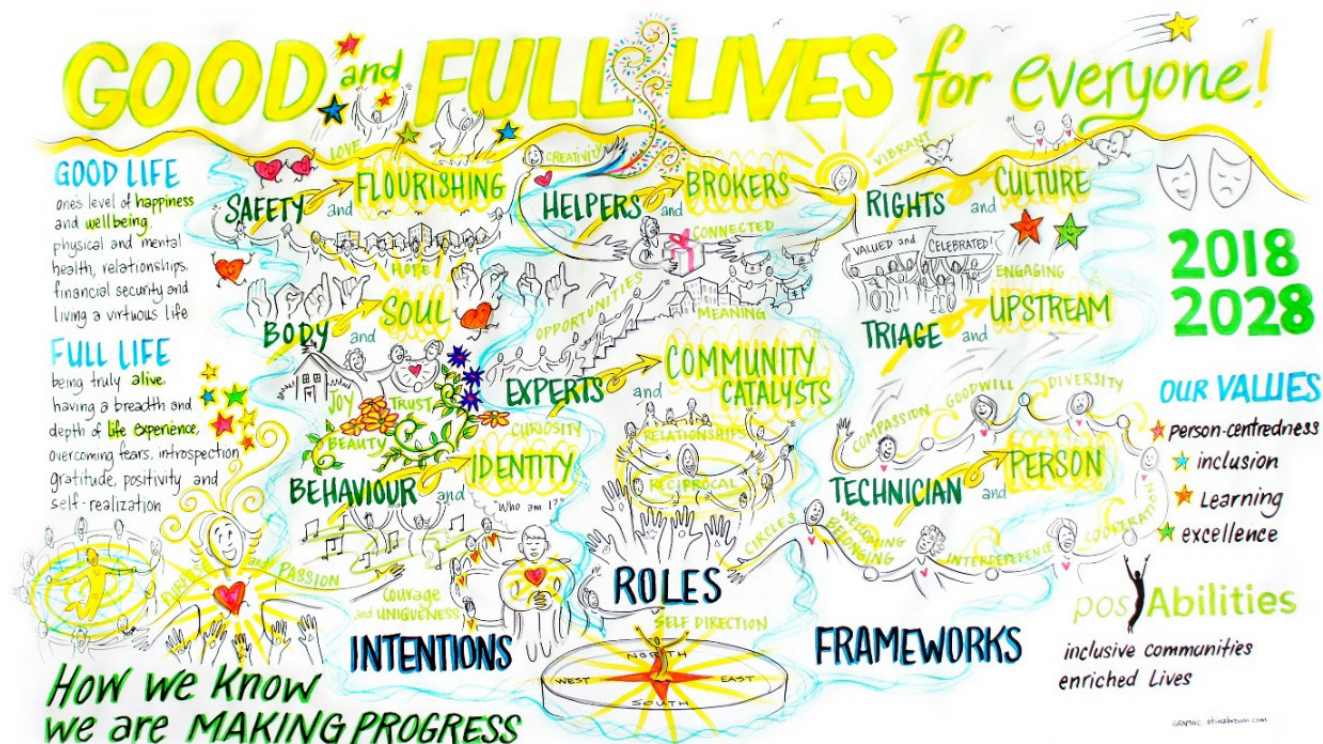 GOOD and FULL LIVES for everyone!
GOOD LIFE
ones level of happiness
and wellbeing,
physical and mental
health, relationships,
financial security and
living a virtuous life
FULL LIFE
being truly alive,
having a breadth and
depth of life experience,
overcoming fears, introspection
gratitude, positivity and
self-realization
PURPOSE and PASSION
How we know
we are MAKING PROGRESS
LOVE
SAFETY and FLOURISHING
HOPE
BODY and SOUL
JOY
TRUST
BEAUTY
BEHAVIOUR and IDENTITY
Who am I?
Courage
and UNIQUENESS
INTENTIONS
CREATIVITY
HELPERS and BROKERS
CONNECTED
OPPORTUNITIES
MEANING
EXPERTS and COMMUNITY
CATALYSTS
CURIOSITY
RELATIONSHIPS
RECIPROCAL
ROLES
SELF DIRECTION
NORTH
WEST
EAST
SOUTH
VIBRANT
RIGHTS and CULTURE
VALUED and CELEBRATED!
ENGAGING
TRIAGE and UPSTREAM
COMPASSION
GOODWILL
DIVERSITY
TECHNICIAN and PERSON
CIRCLES
WELCOMING
BELONGING
INTERDEPENDENCE
COOPERATION
FRAMEWORKS
2018
2028
OUR VALUES
person-centredness
inclusion
Learning
excellence
posAbilities
inclusive communities
enriched Lives